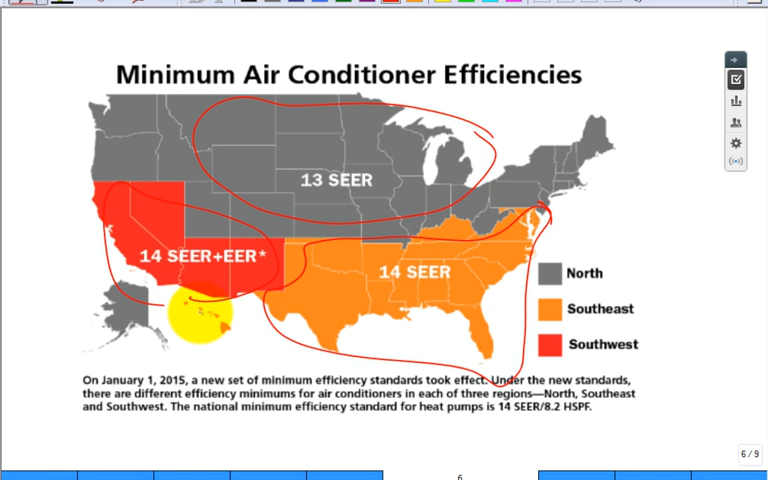 Minimum Air Conditioner Efficiencies
13 SEER
14 SEER+EER*
14 SEER
North
Southeast
Southwest
On January 1, 2015, a new set of minimum efficiency standards took effect. Under the new standards,
there are different efficiency minimums for air conditioners in each of three regions—North, Southeast
and Southwest. The national minimum efficiency standard for heat pumps is 14 SEER/8.2 HSPF.
6 / 9
6